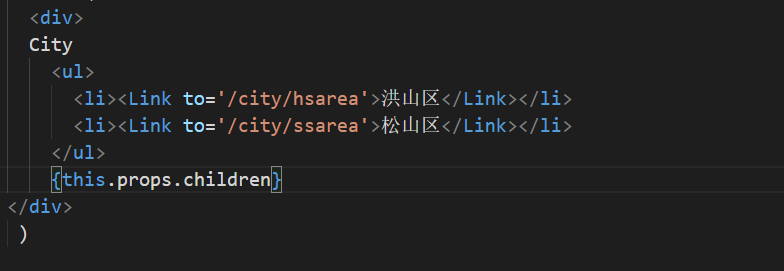 <div>
City
<ul>
<li><Link to='/city/hsarea'>洪山区</Link></li>
<li><Link to='/city/ssarea'>松山区</Link></li>
</ul>
{this.props.children}
</div>
)